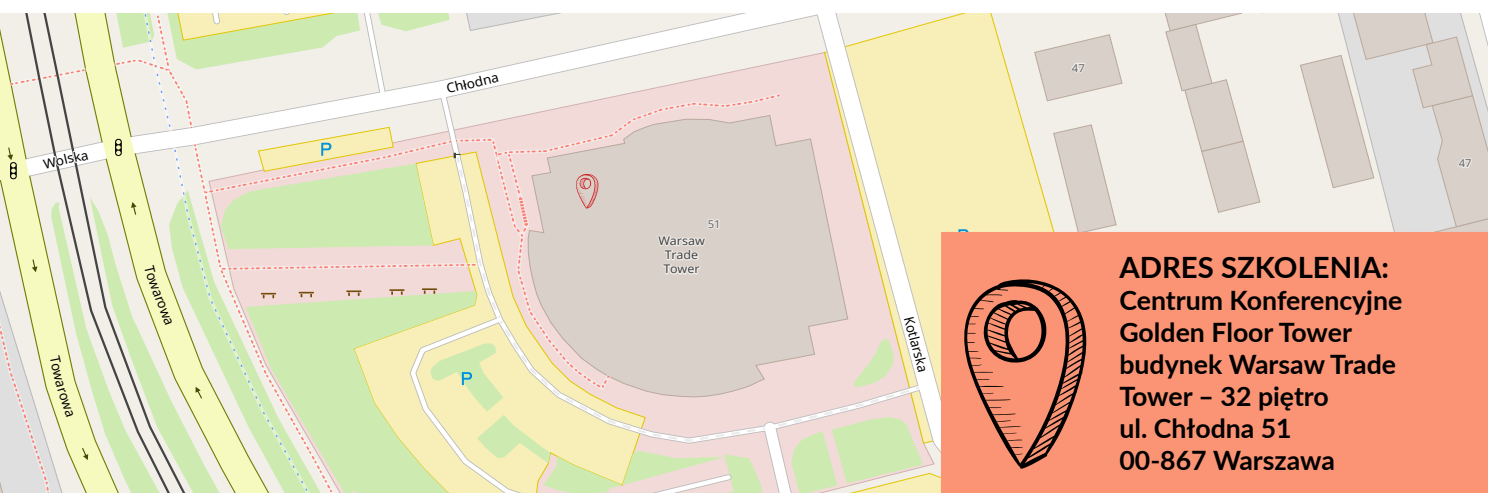 Chłodna
Wolska
P
47
47
51
Warsaw
Trade
Tower
Towarowa
Towarowa
Kotlarska
P
ADRES SZKOLENIA:
Centrum Konferencyjne
Golden Floor Tower
budynek Warsaw Trade
Tower – 32 piętro
ul. Chłodna 51
00-867 Warszawa